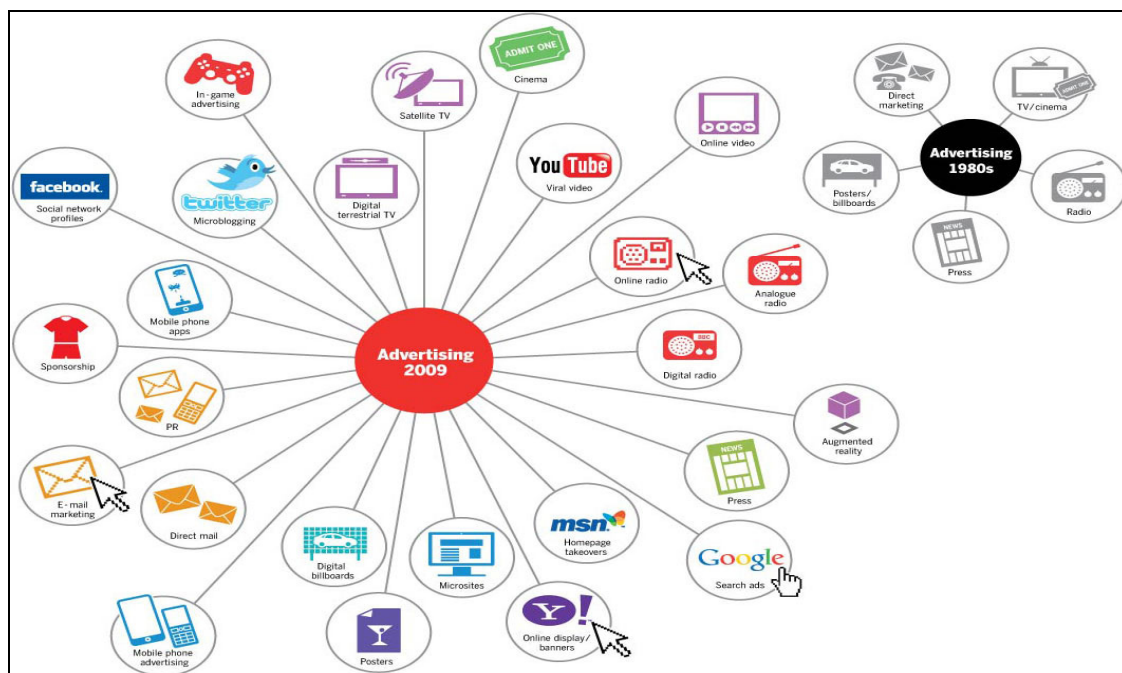 In-game
advertising
Satellite TV
ADMIT ONE
Cinema
Online video
facebook.
Social network
profiles
twitter
Microblogging
Digital
terrestrial TV
YouTube
Viral video
Online radio
Analogue
radio
Mobile phone
apps
Sponsorship
Advertising
2009
BBC
Digital radio
PR
Augmented
reality
E-mail
marketing
Direct mail
NEWS
Press
Digital
billboards
Microsites
msn
Homepage
takeovers
Google
Search ads
Mobile phone
advertising
Posters
Y!
Online display/
banners
Direct
marketing
ADMIT ONE
TV/cinema
Advertising
1980s
Posters/
billboards
Radio
NEWS
Press